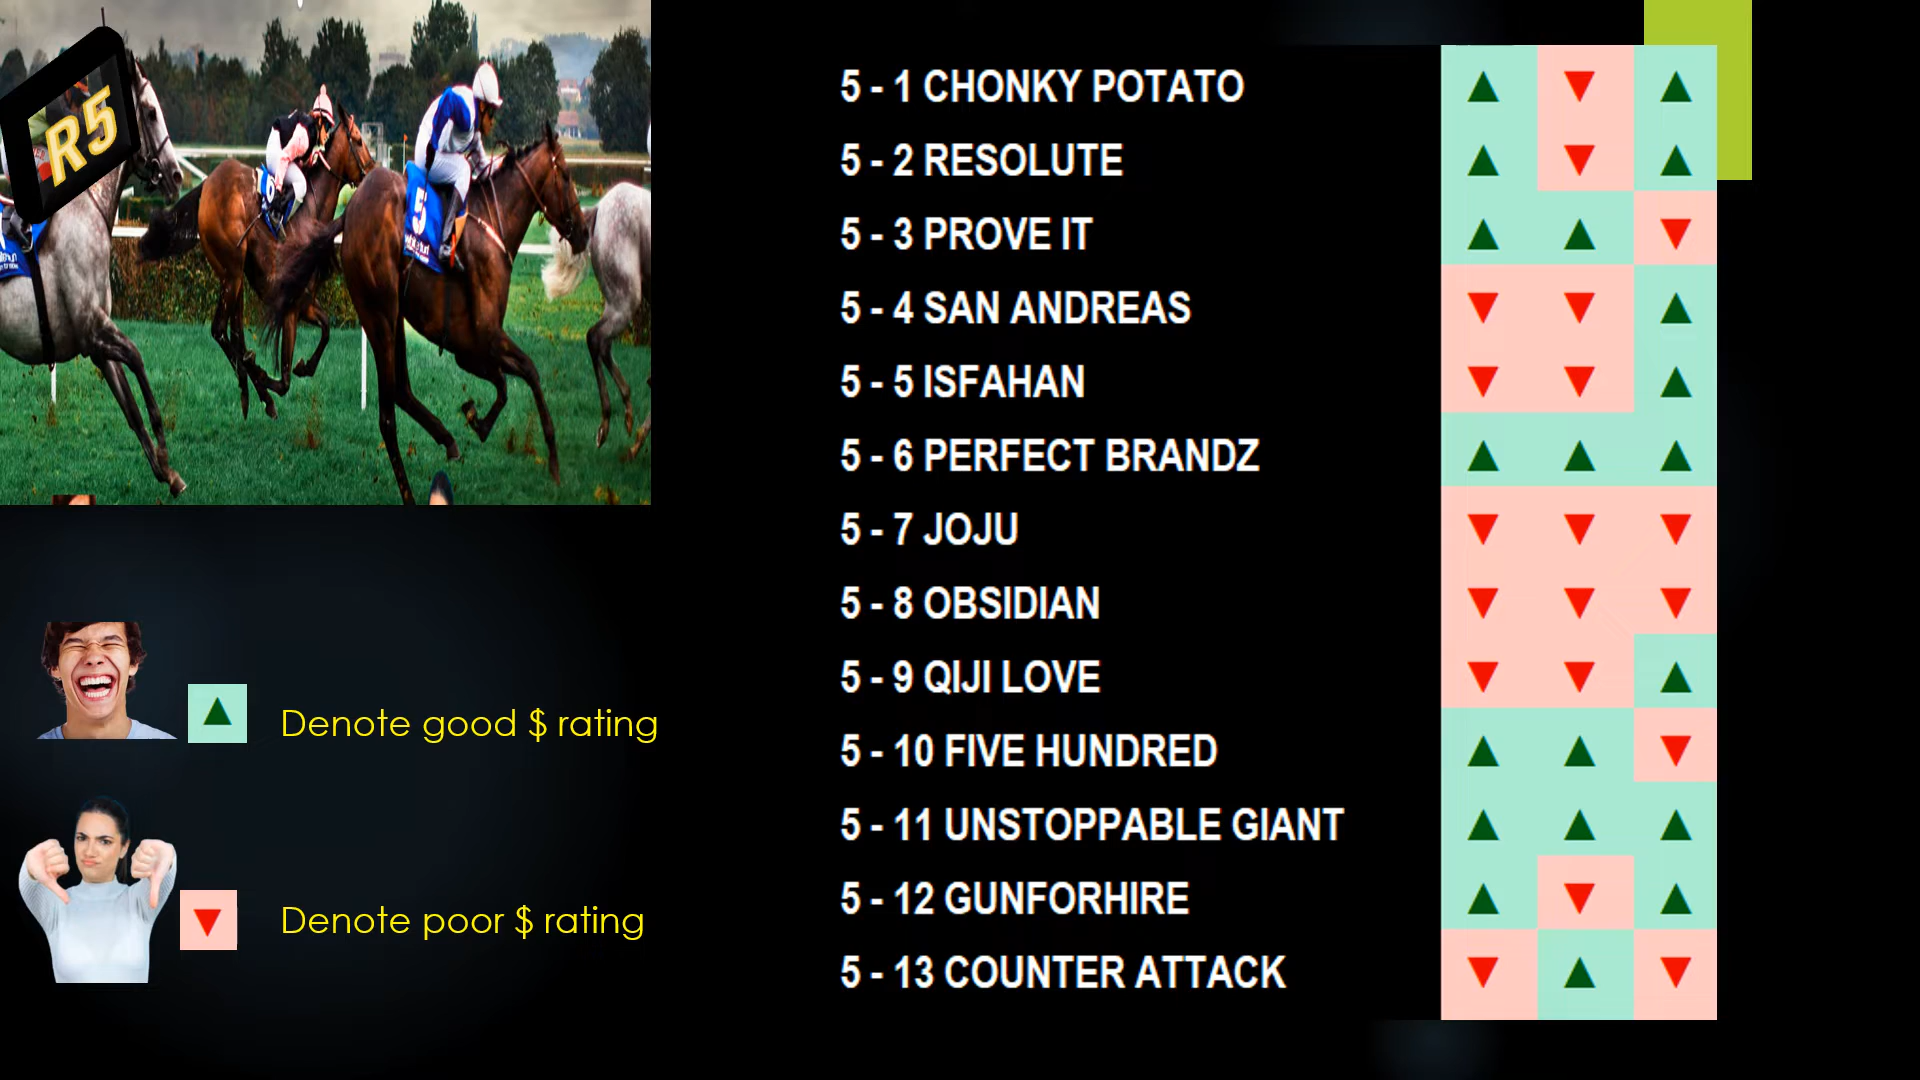 R5
5
5 - 1 CHONKY POTATO
5 - 2 RESOLUTE
5 - 3 PROVE IT
5 - 4 SAN ANDREAS
5 - 5 ISFAHAN
5 - 6 PERFECT BRANDZ
5 - 7 JOJU
5 - 8 OBSIDIAN
5 - 9 QIJI LOVE
5 - 10 FIVE HUNDRED
5 - 11 UNSTOPPABLE GIANT
5 - 12 GUNFORHIRE
5 - 13 COUNTER ATTACK
Denote good $ rating
Denote poor $ rating